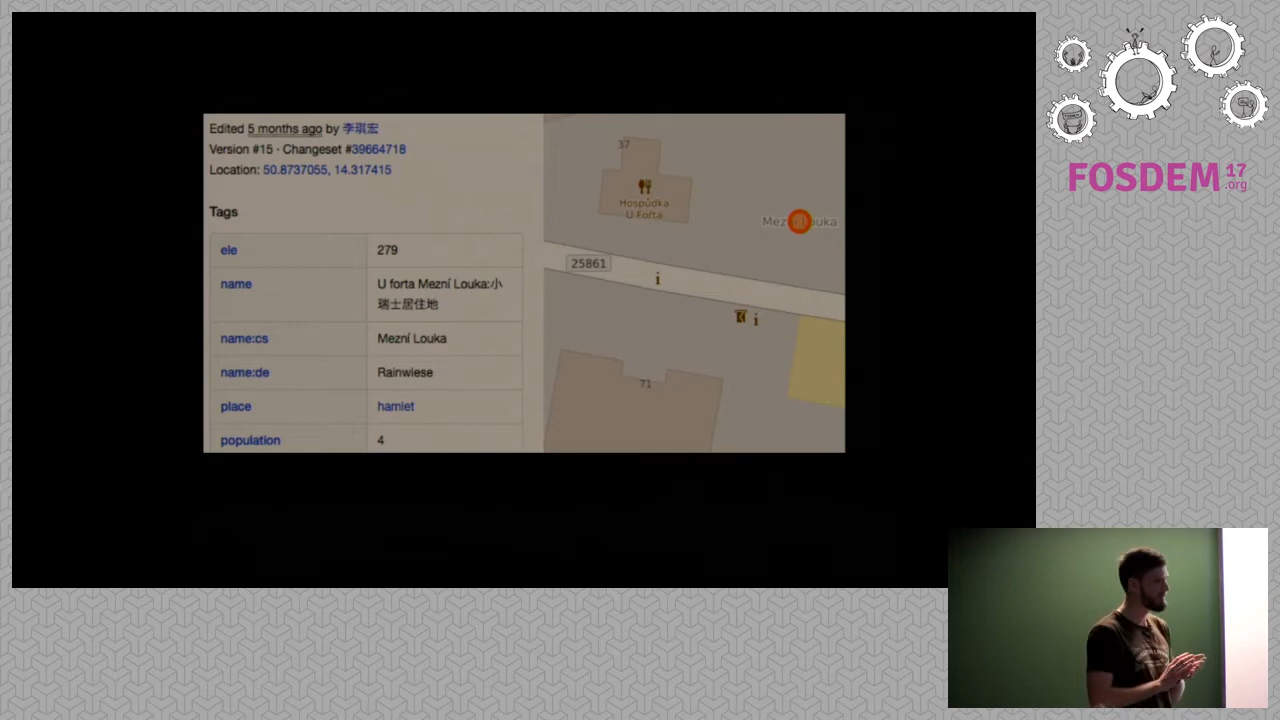 Edited 5 months ago by 李琪宏
Version #15 · Changeset #39664718
Location: 50.8737055, 14.317415
Tags
ele 279
name U forta Mezní Louka:小
瑞士居住地
name:cs Mezní Louka
name:de Rainwiese
place hamlet
population 4
37
Hospůdka
U Forta
Mezní Louka
25861
71
FOSDEM 17
.org